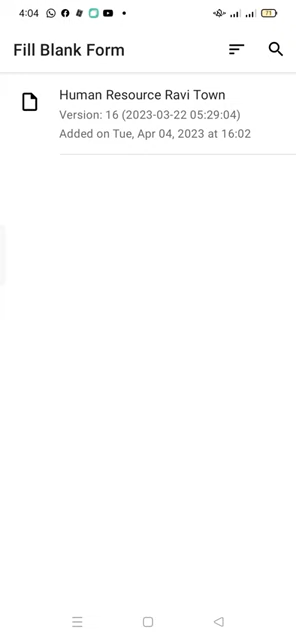 4:04
73
Fill Blank Form
Human Resource Ravi Town
Version: 16 (2023-03-22 05:29:04)
Added on Tue, Apr 04, 2023 at 16:02